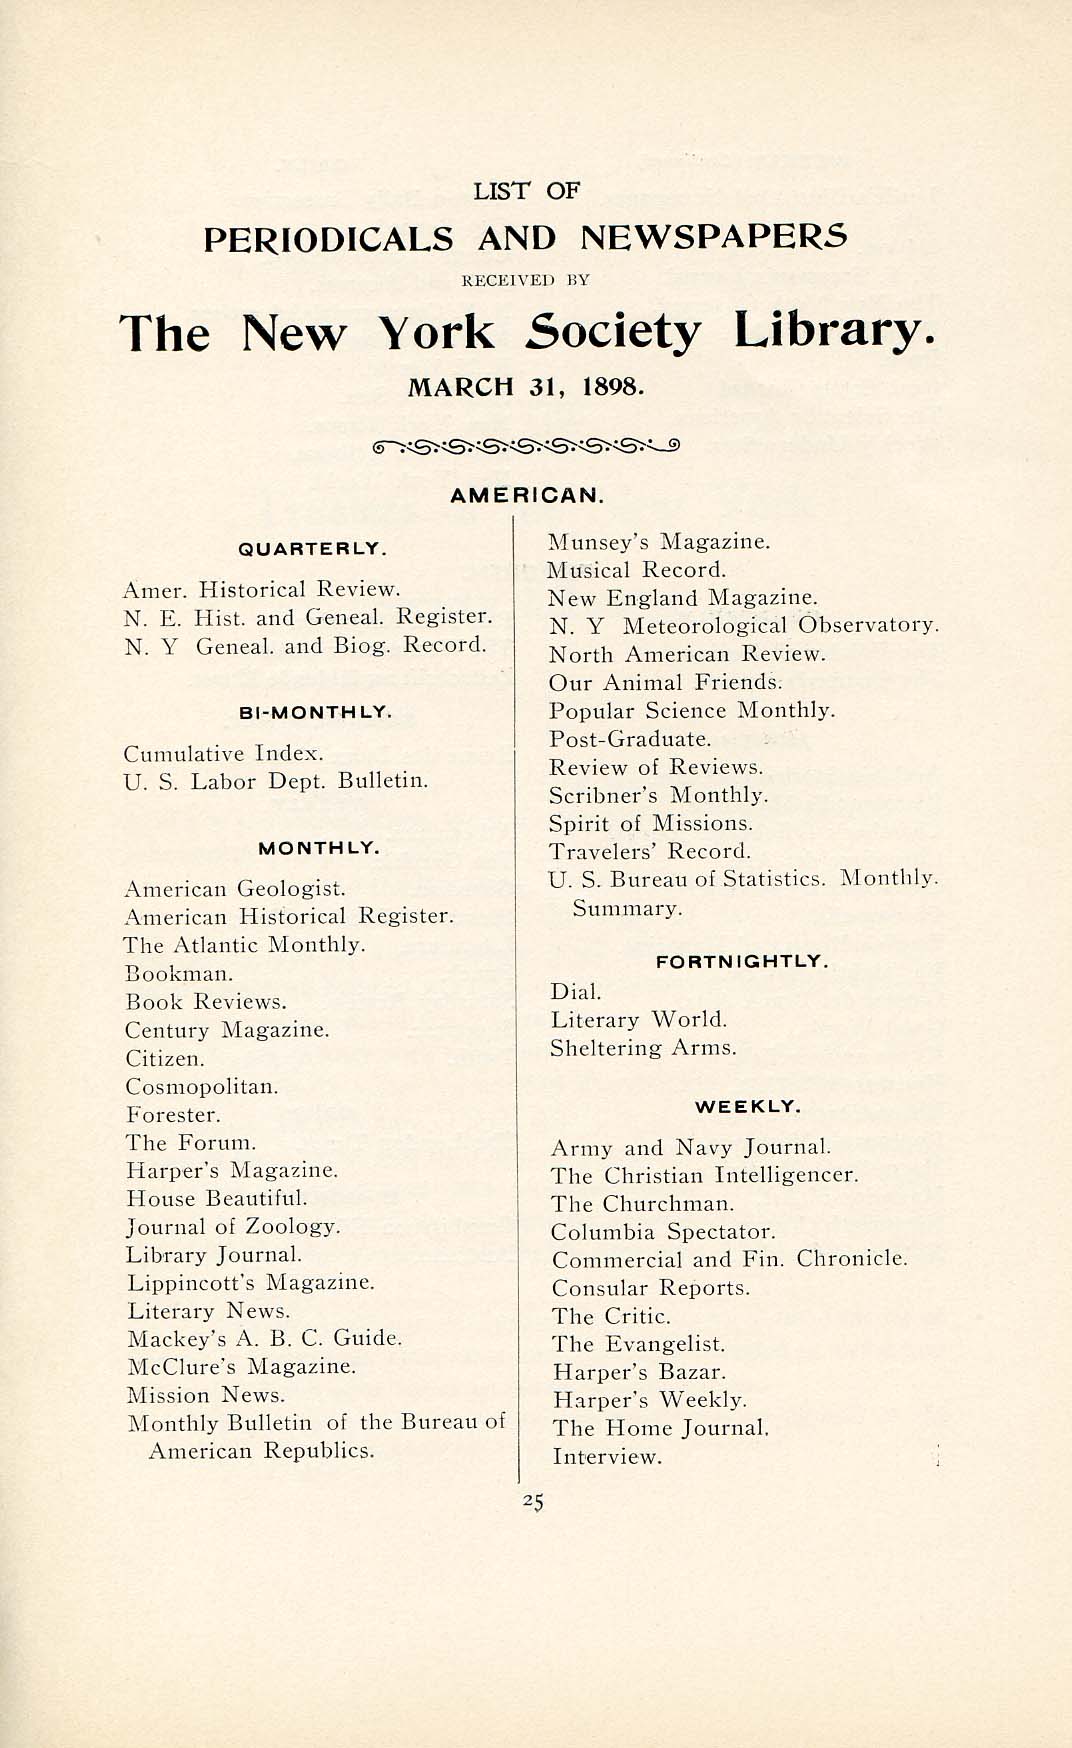 LIST OF
PERIODICALS AND NEWSPAPERS
RECEIVED BY
The New York Society Library.
MARCH 31, 1898.
AMERICAN.
QUARTERLY.
Amer. Historical Review.
N. E. Hist. and Geneal. Register.
N. Y Geneal. and Biog. Record.
BI-MONTHLY.
Cumulative Index.
U. S. Labor Dept. Bulletin.
MONTHLY.
American Geologist.
American Historical Register.
The Atlantic Monthly.
Bookman.
Book Reviews.
Century Magazine.
Citizen.
Cosmopolitan.
Forester.
The Forum.
Harper's Magazine.
House Beautiful.
Journal of Zoology.
Library Journal.
Lippincott's Magazine.
Literary News.
Mackey's A. B. C. Guide.
McClure's Magazine.
Mission News.
Monthly Bulletin of the Bureau of
American Republics.
Munsey's Magazine.
Musical Record.
New England Magazine.
N. Y Meteorological Observatory.
North American Review.
Our Animal Friends.
Popular Science Monthly.
Post-Graduate.
Review of Reviews.
Scribner's Monthly.
Spirit of Missions.
Travelers' Record.
U. S. Bureau of Statistics. Monthly.
Summary.
FORTNIGHTLY.
Dial.
Literary World.
Sheltering Arms.
WEEKLY.
Army and Navy Journal.
The Christian Intelligencer.
The Churchman.
Columbia Spectator.
Commercial and Fin. Chronicle.
Consular Reports.
The Critic.
The Evangelist.
Harper's Bazar.
Harper's Weekly.
The Home Journal,
Interview.
25